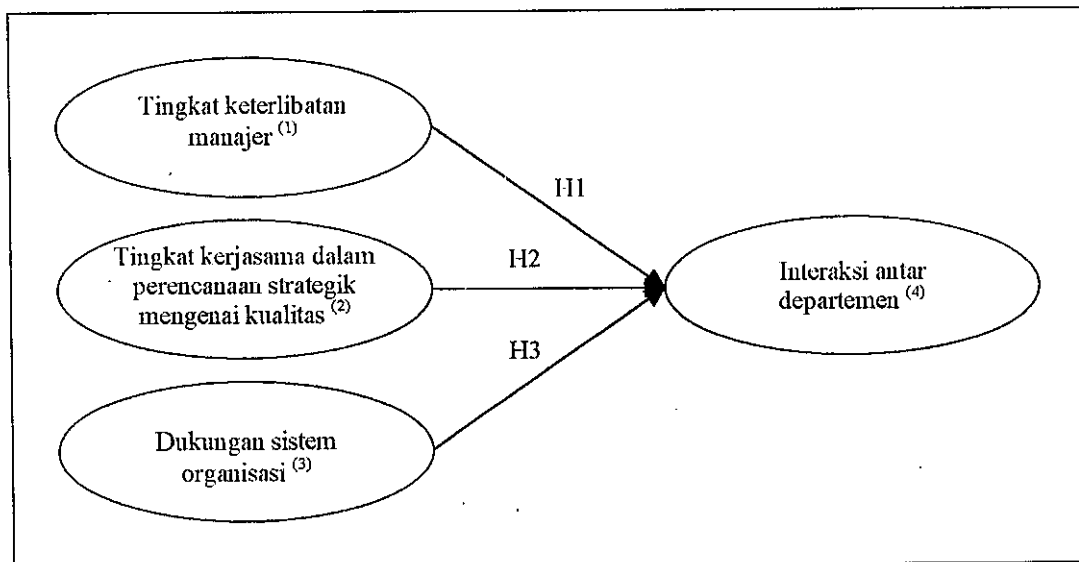 Tingkat keterlibatan
manajer (1)
H1
Tingkat kerjasama dalam
perencanaan strategik
mengenai kualitas (2)
H2
Interaksi antar
departemen (4)
H3
Dukungan sistem
organisasi (3)